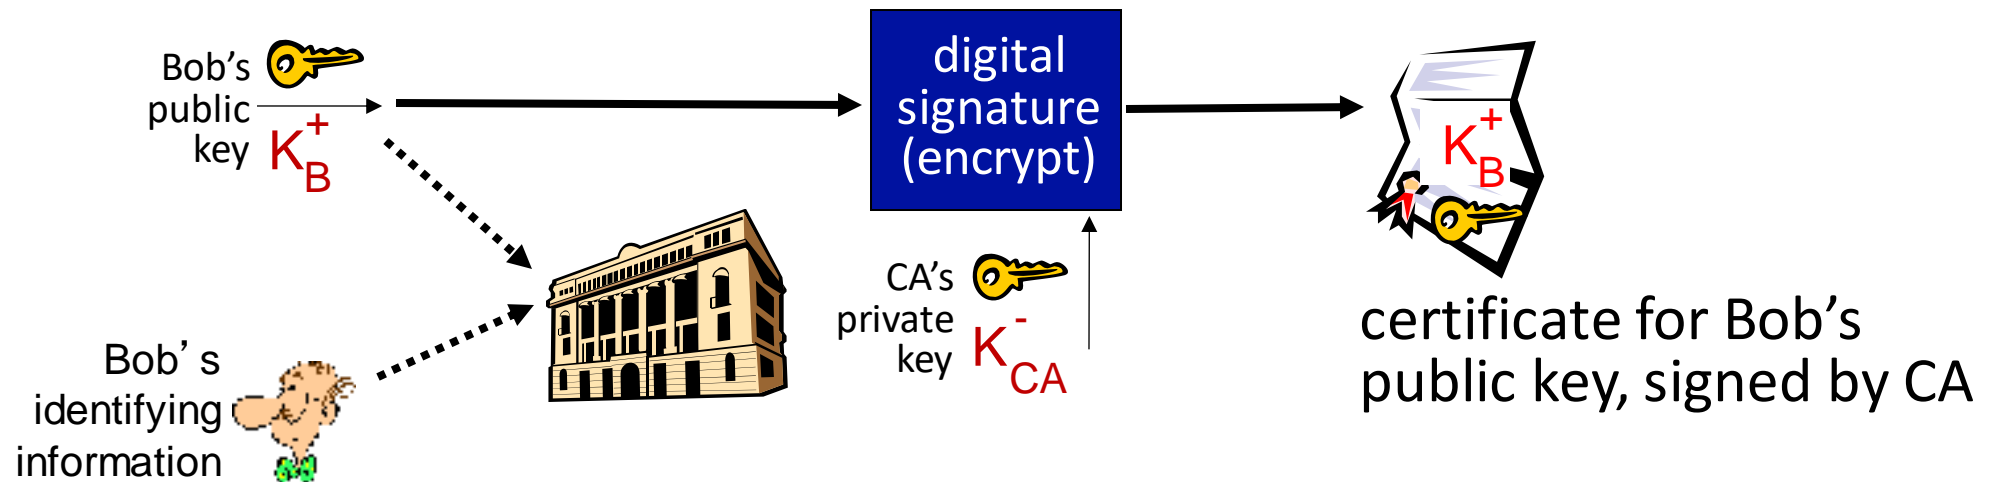 Bob's
public
key
K+B
digital
signature
(encrypt)
K+B
CA's
private
key
K-CA
certificate for Bob's
public key, signed by CA
Bob's
identifying
information